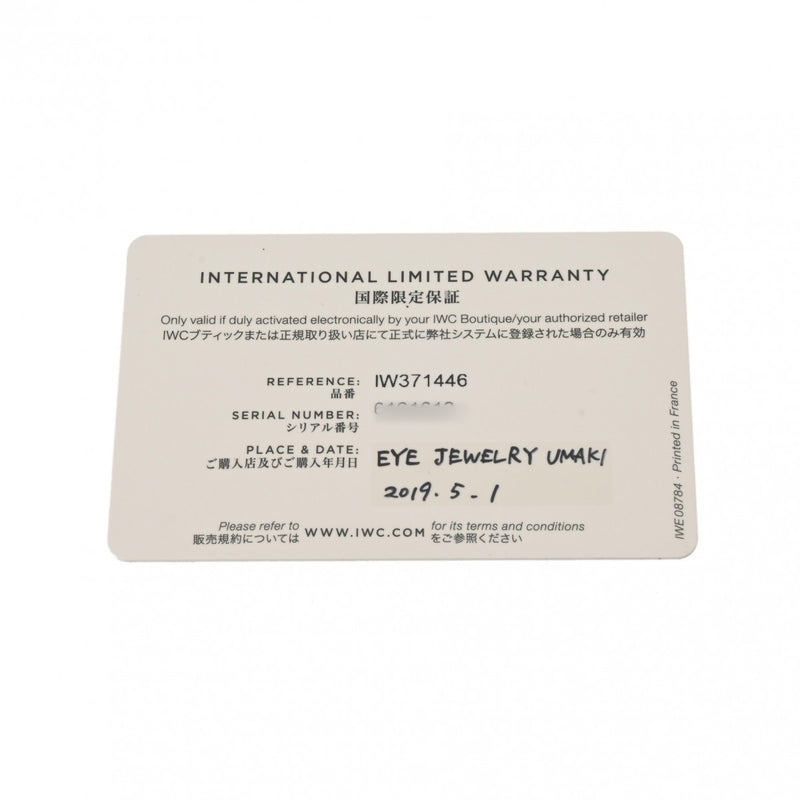 INTERNATIONAL LIMITED WARRANTY
国際限定保証
Only valid if duly activated electronically by your IWC Boutique/your authorized retailer
IWCブティックまたは正規取り扱い店にて正式に弊社システムに登録された場合のみ有効
REFERENCE: IW371446
品番
SERIAL NUMBER:
シリアル番号
PLACE & DATE: EYE JEWELRY UMAKI
ご購入店及びご購入年月日
2019. 5 - 1
Please refer to WWW.IWC.COM for its terms and conditions
販売規約については をご参照ください
IWE08784 · Printed in France